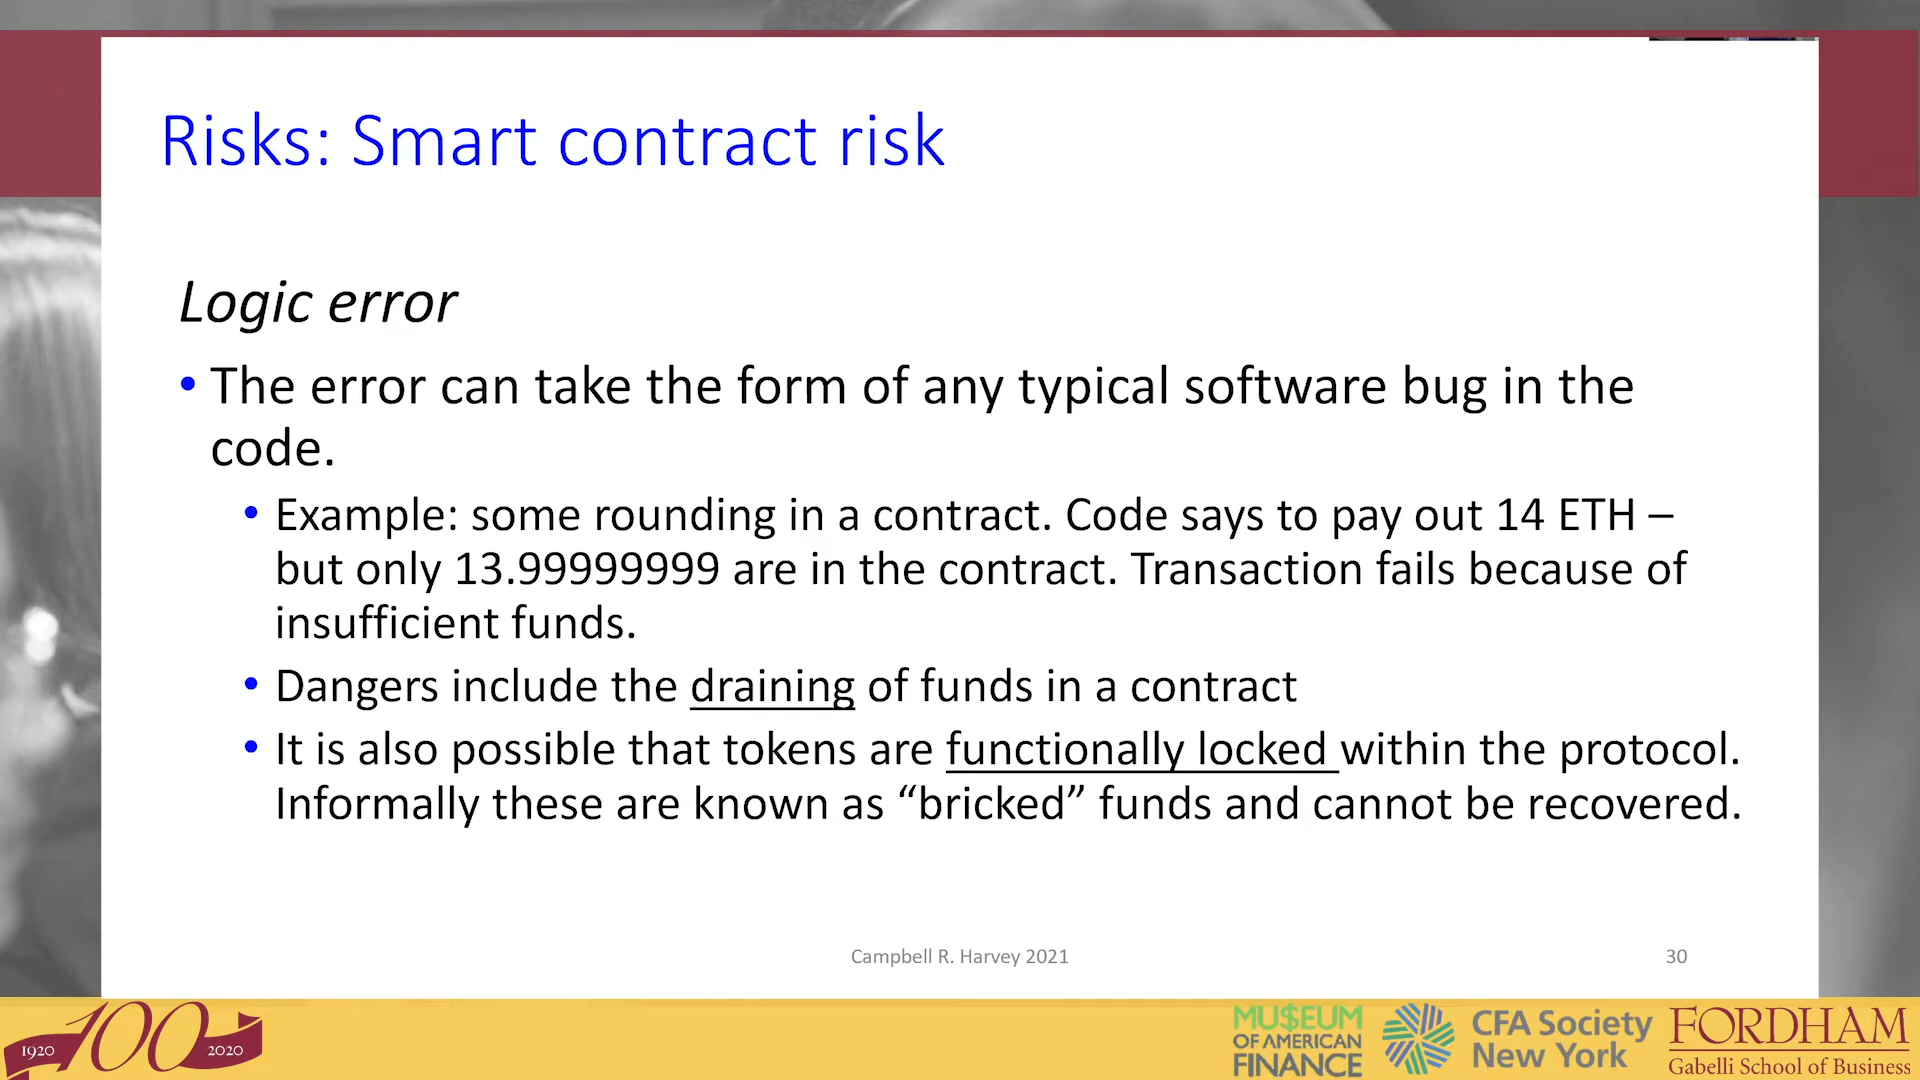 Risks: Smart contract risk
Logic error
• The error can take the form of any typical software bug in the
code.
• Example: some rounding in a contract. Code says to pay out 14 ETH –
but only 13.99999999 are in the contract. Transaction fails because of
insufficient funds.
• Dangers include the draining of funds in a contract
• It is also possible that tokens are functionally locked within the protocol.
Informally these are known as “bricked” funds and cannot be recovered.
Campbell R. Harvey 2021
30
100
1920
2020
MU$EUM
OF AMERICAN
FINANCE
CFA Society
New York
FORDHAM
Gabelli School of Business